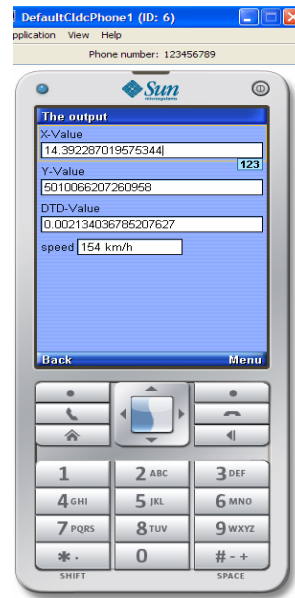 DefaultCldcPhone1 (ID: 6)
pplication View Help
Phone number: 123456789
Sun
microsystems
The output
X-Value
14.392287019575344
123
Y-Value
5010066207260958
DTD-Value
0.002134036785207627
speed 154 km/h
Back Menu
1 2 ABC 3 DEF
4 GHI 5 JKL 6 MNO
7 PQRS 8 TUV 9 WXYZ
* . 0 # - +
SHIFT SPACE